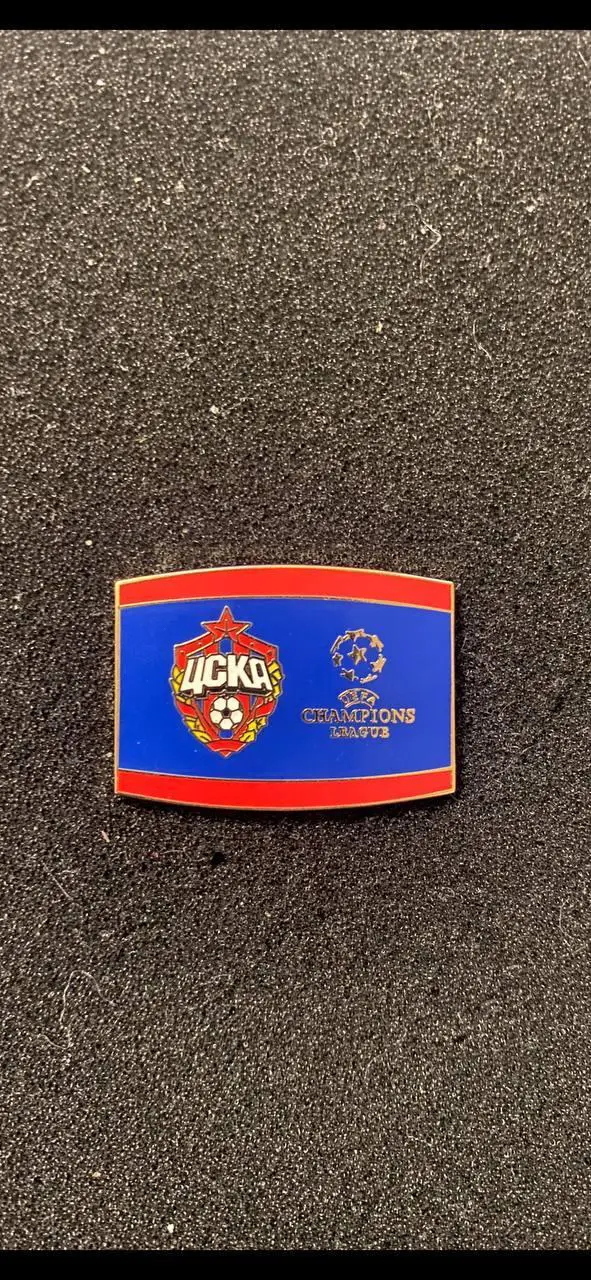 ЦСКА
UEFA
CHAMPIONS
LEAGUE